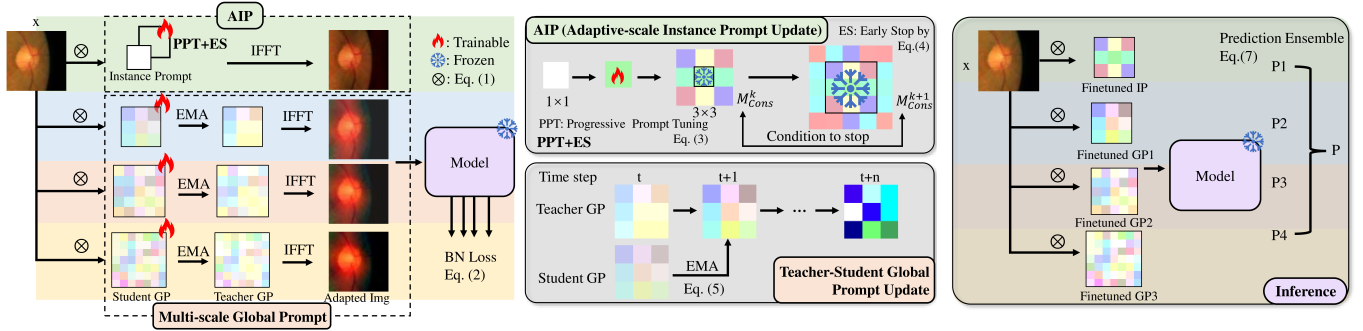 x
AIP
PPT+ES
IFFT
Instance Prompt
: Trainable
: Frozen
: Eq. (1)
EMA
IFFT
EMA
IFFT
EMA
IFFT
Student GP
Teacher GP
Adapted Img
Multi-scale Global Prompt
Model
BN Loss
Eq. (2)
AIP (Adaptive-scale Instance Prompt Update)
ES: Early Stop by
Eq.(4)
1×1
3×3
M^k_Cons
M^{k+1}_Cons
PPT: Progressive Prompt Tuning
Eq. (3)
PPT+ES
Condition to stop
Time step
t
t+1
t+n
Teacher GP
...
Student GP
EMA
Eq. (5)
Teacher-Student Global
Prompt Update
x
Finetuned IP
Finetuned GP1
Finetuned GP2
Finetuned GP3
Model
Prediction Ensemble
Eq.(7)
P1
P2
P3
P4
P
Inference